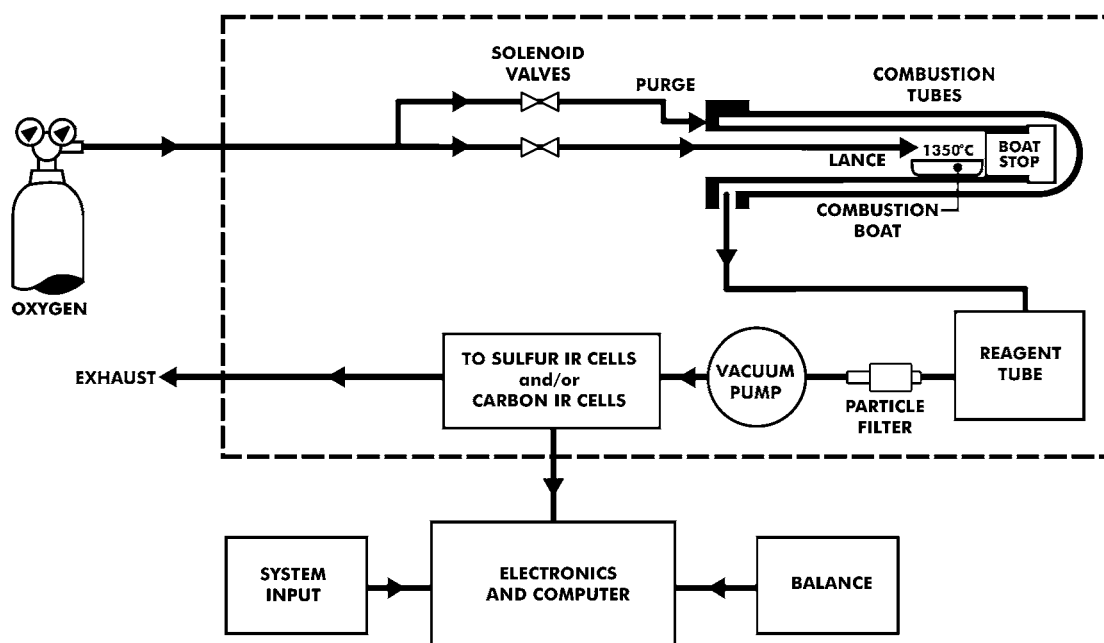 SOLENOID
VALVES
PURGE
COMBUSTION
TUBES
LANCE
1350°C
BOAT
STOP
COMBUSTION
BOAT
OXYGEN
EXHAUST
TO SULFUR IR CELLS
and/or
CARBON IR CELLS
VACUUM
PUMP
PARTICLE
FILTER
REAGENT
TUBE
SYSTEM
INPUT
ELECTRONICS
AND COMPUTER
BALANCE